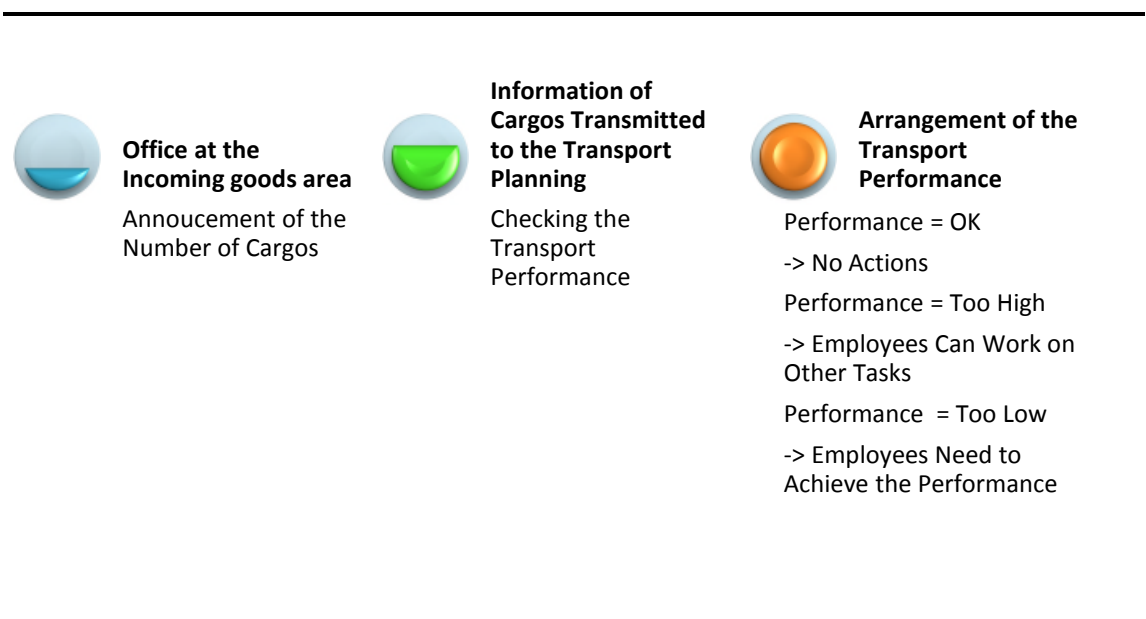 Office at the
Incoming goods area
Annoucement of the
Number of Cargos
Information of
Cargos Transmitted
to the Transport
Planning
Checking the
Transport
Performance
Arrangement of the
Transport
Performance
Performance = OK
-> No Actions
Performance = Too High
-> Employees Can Work on
Other Tasks
Performance  = Too Low
-> Employees Need to
Achieve the Performance